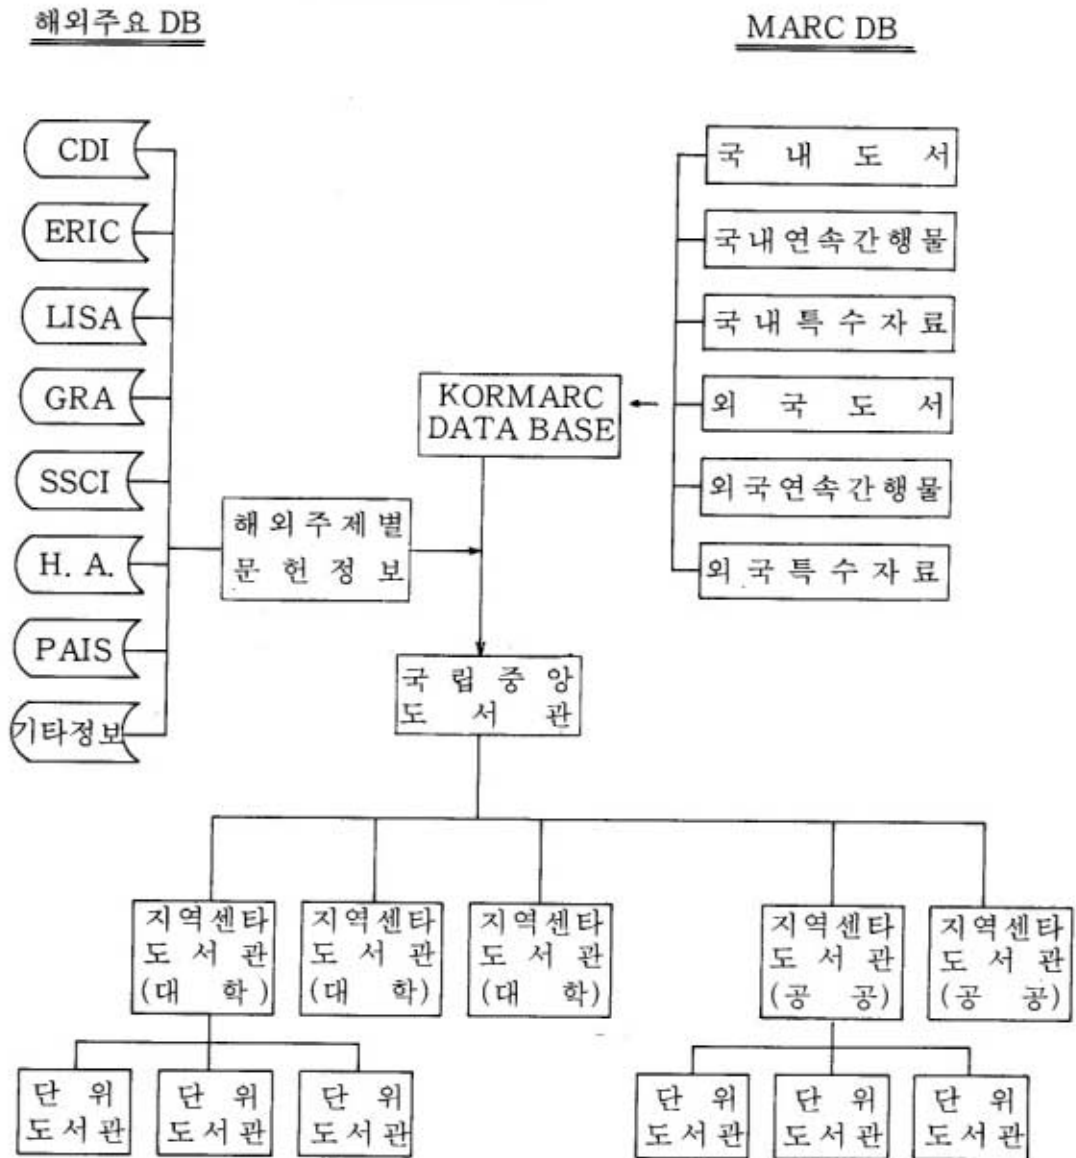 해외주요 DB
MARC DB
CDI
ERIC
LISA
GRA
SSCI
H. A.
PAIS
기타정보
국 내 도 서
국내연속간행물
국내특수자료
외 국 도 서
외국연속간행물
외국특수자료
KORMARC
DATA BASE
해외주제별
문 헌 정 보
국 립 중 앙
도 서 관
지역센타
도 서 관
(대 학)
지역센타
도 서 관
(대 학)
지역센타
도 서 관
(대 학)
지역센타
도 서 관
(공 공)
지역센타
도 서 관
(공 공)
단 위
도서관
단 위
도서관
단 위
도서관
단 위
도서관
단 위
도서관
단 위
도서관